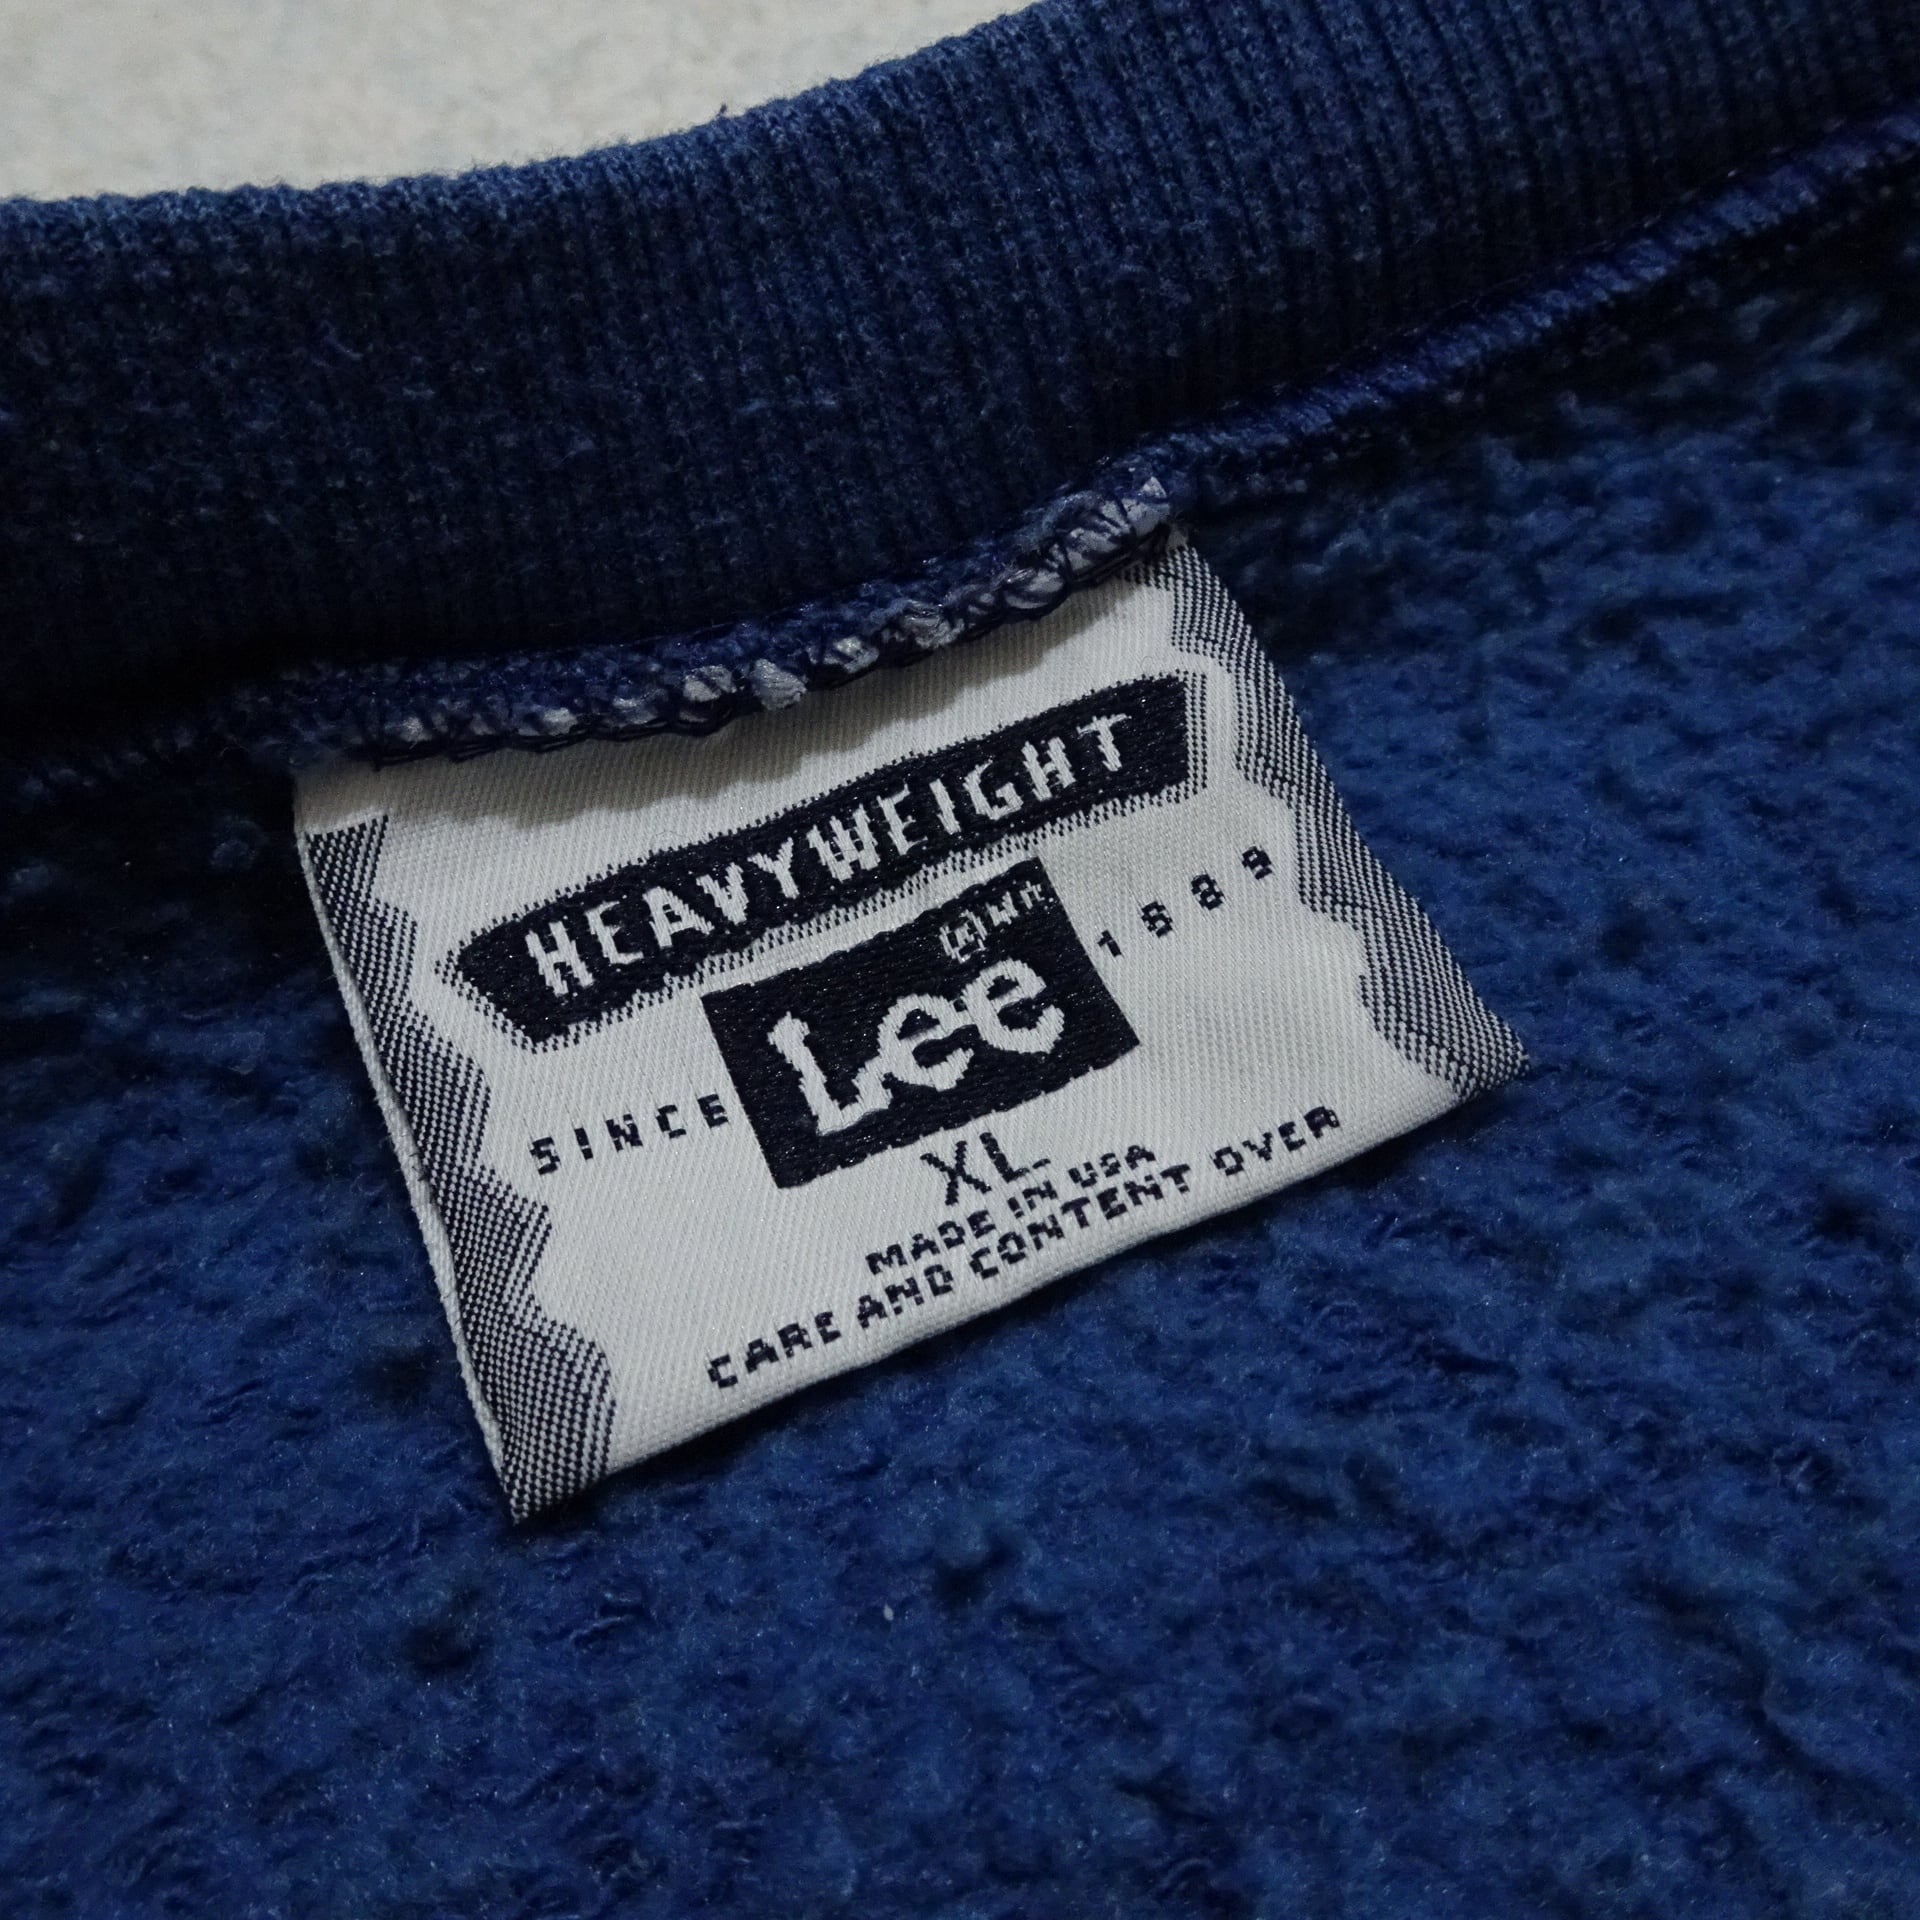 HEAVYWEIGHT
Lee
SINCE 1889
XL
MADE IN USA
CARE AND CONTENT OVER